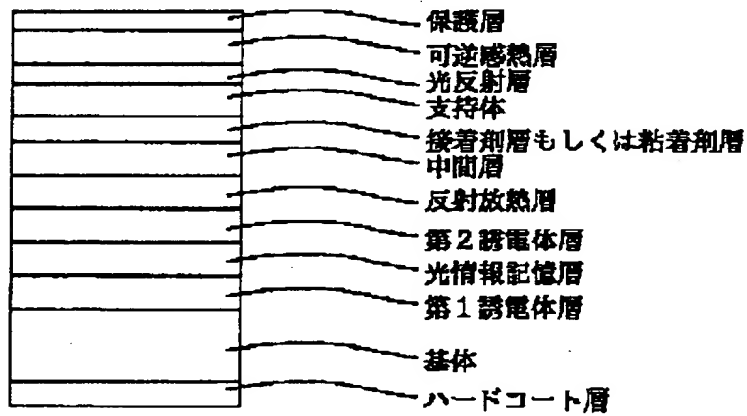 保護層
可逆感熱層
光反射層
支持体
接着剤層もしくは粘着剤層
中間層
反射放熱層
第2誘電体層
光情報記憶層
第1誘電体層
基体
ハードコート層